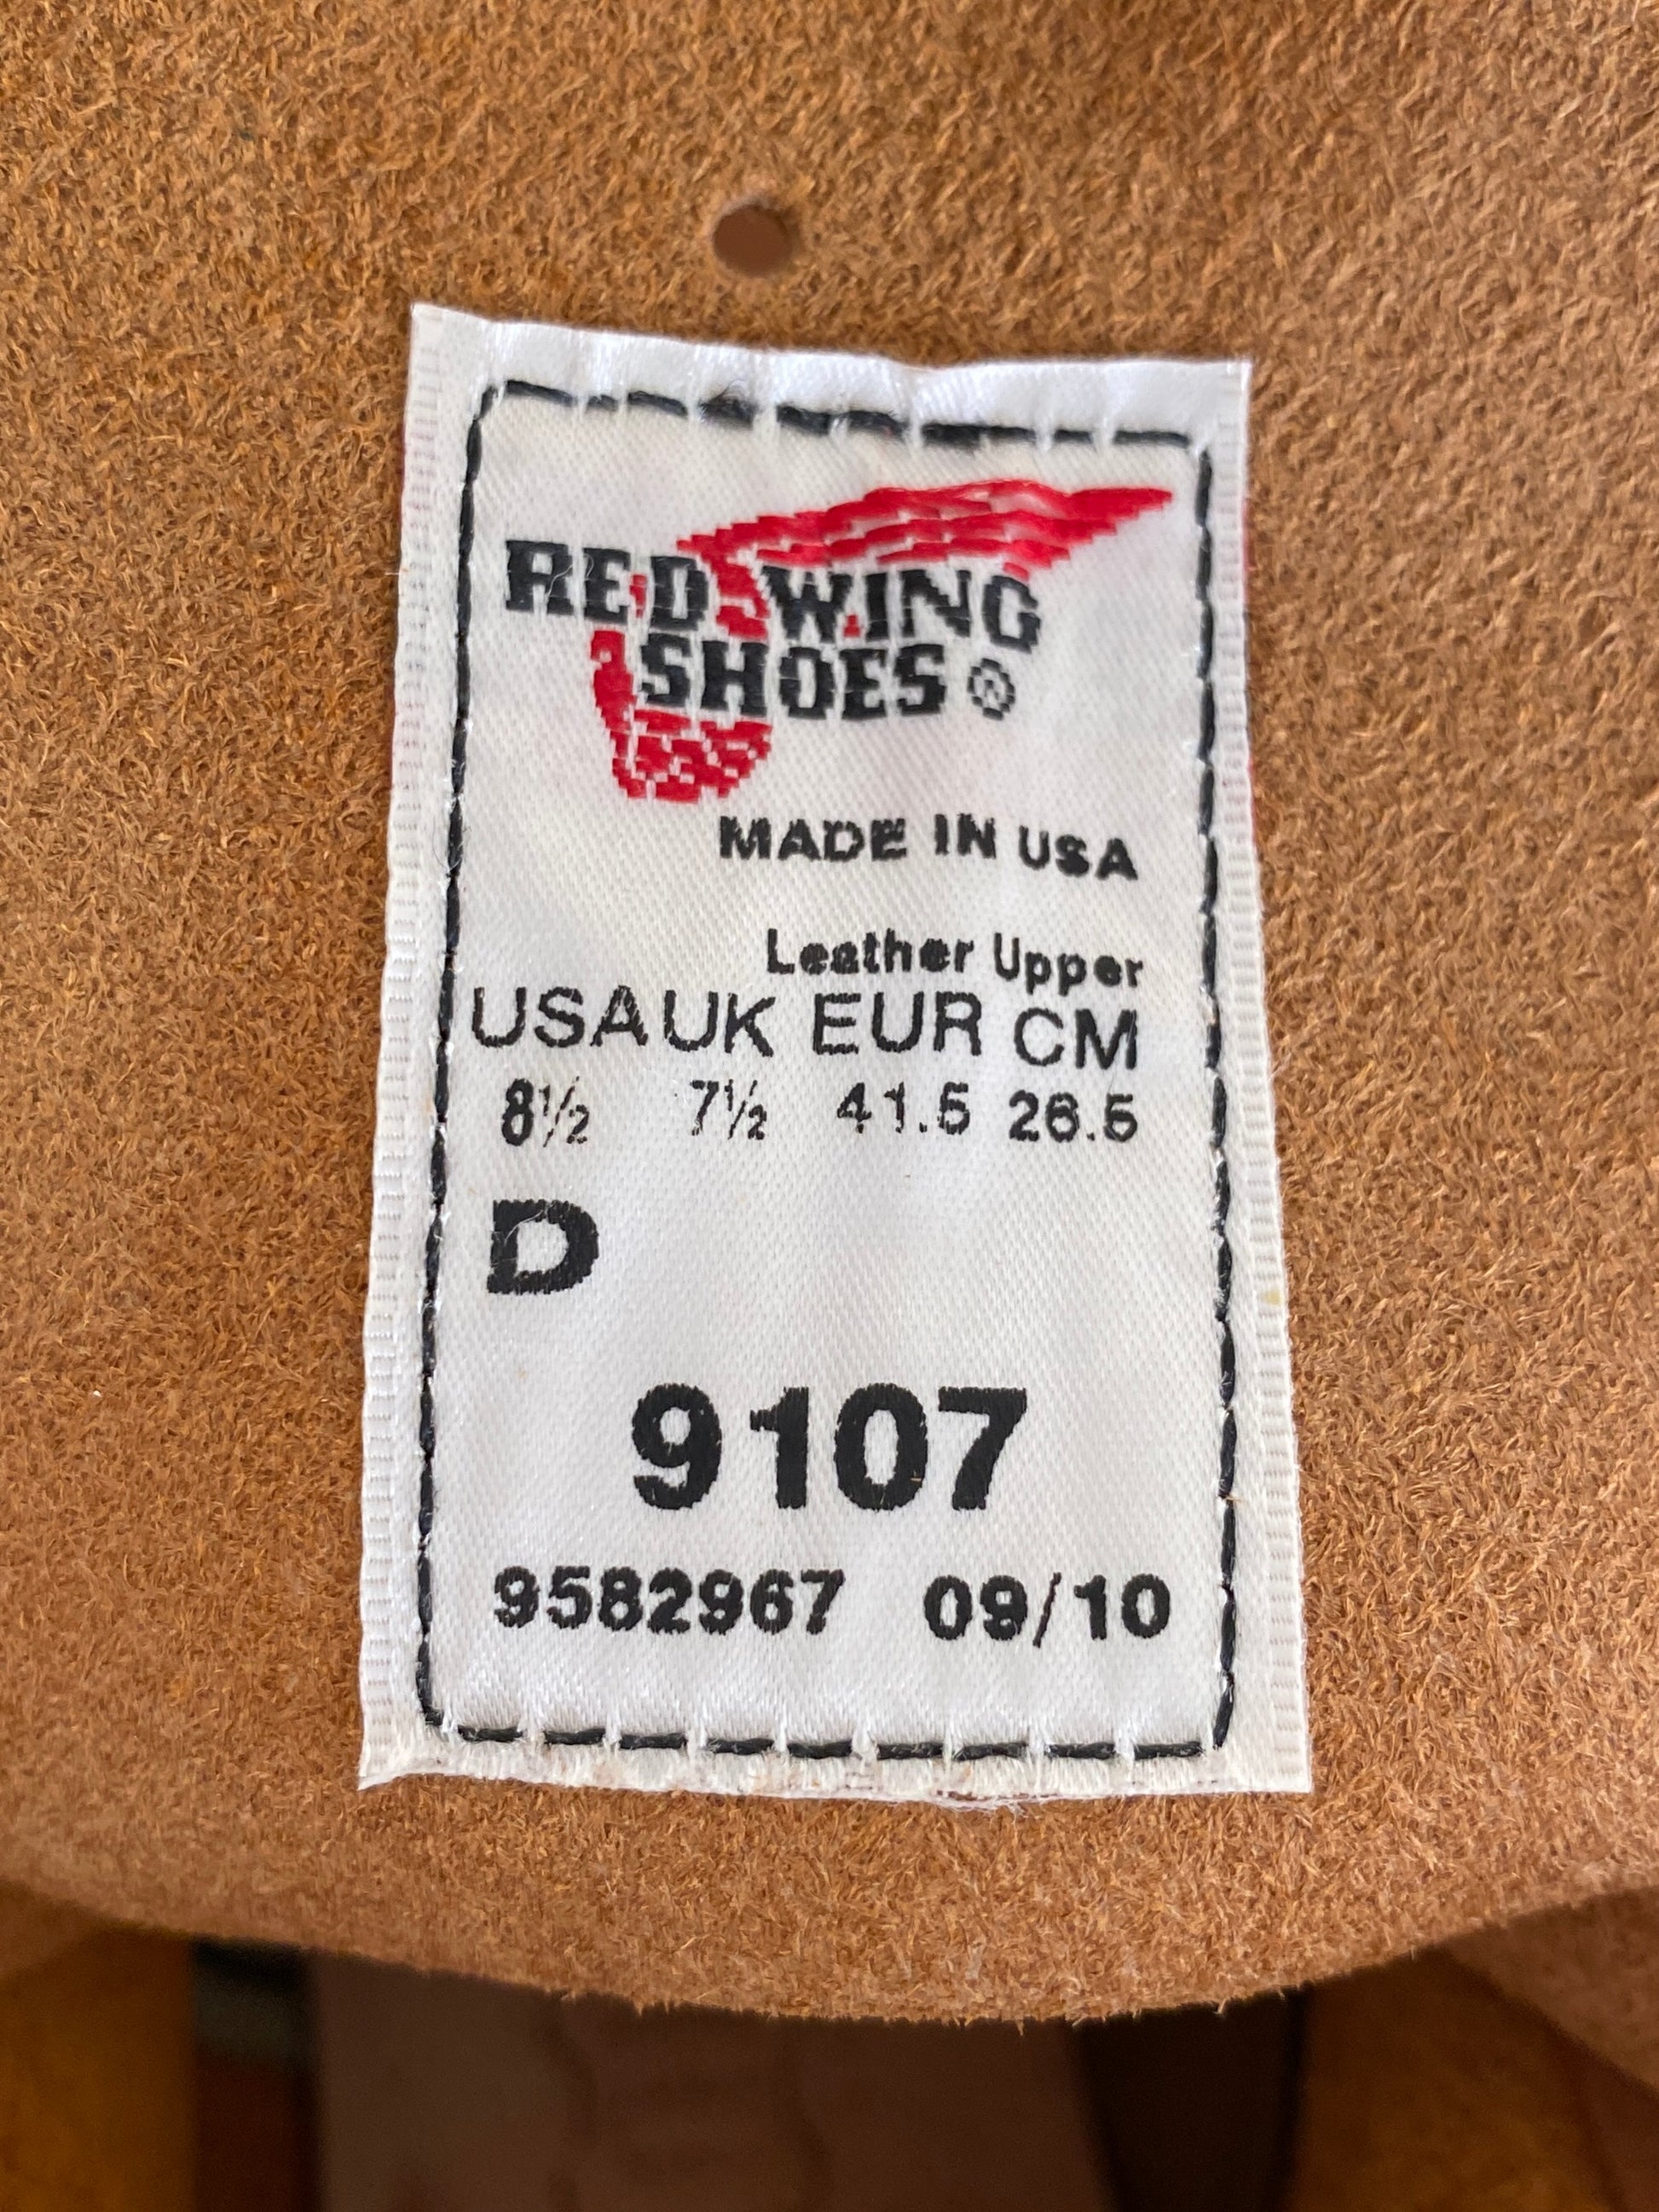 RED WING
SHOES ®
MADE IN USA
Leather Upper
USA UK EUR CM
8½ 7½ 41.5 26.5
D
9107
9582967 09/10